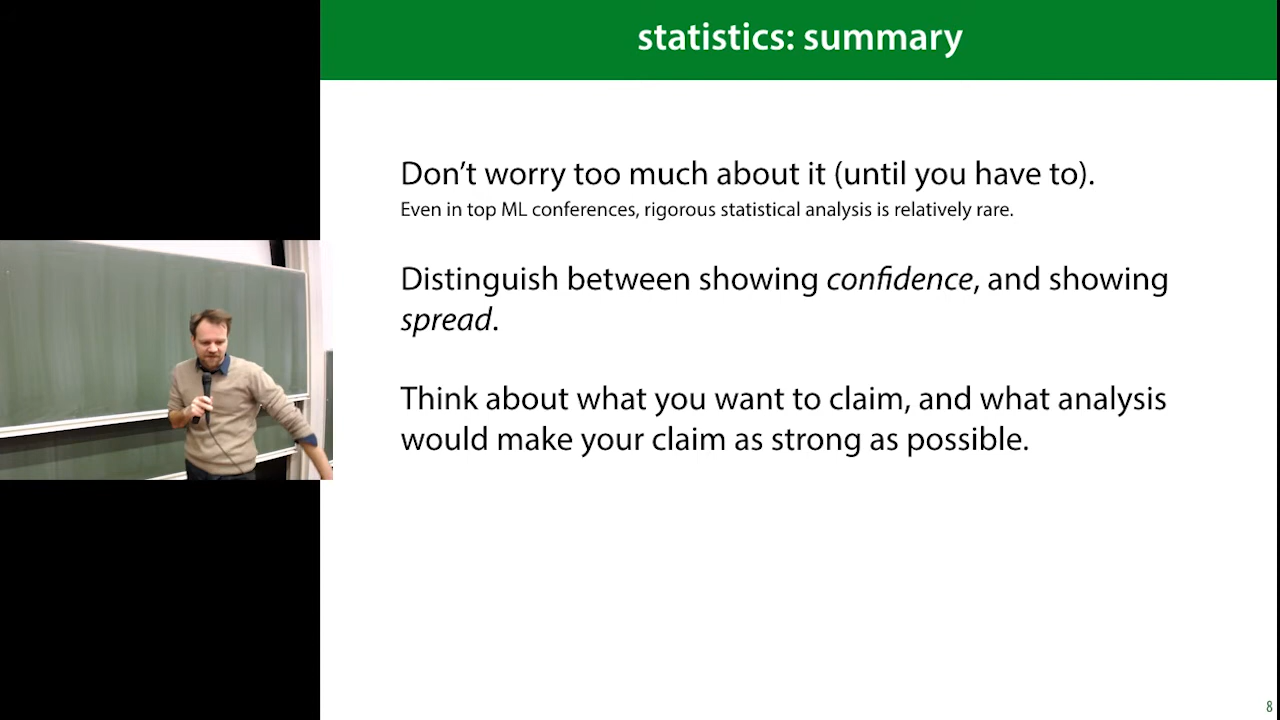 statistics: summary
Don’t worry too much about it (until you have to).
Even in top ML conferences, rigorous statistical analysis is relatively rare.
Distinguish between showing confidence, and showing
spread.
Think about what you want to claim, and what analysis
would make your claim as strong as possible.
8